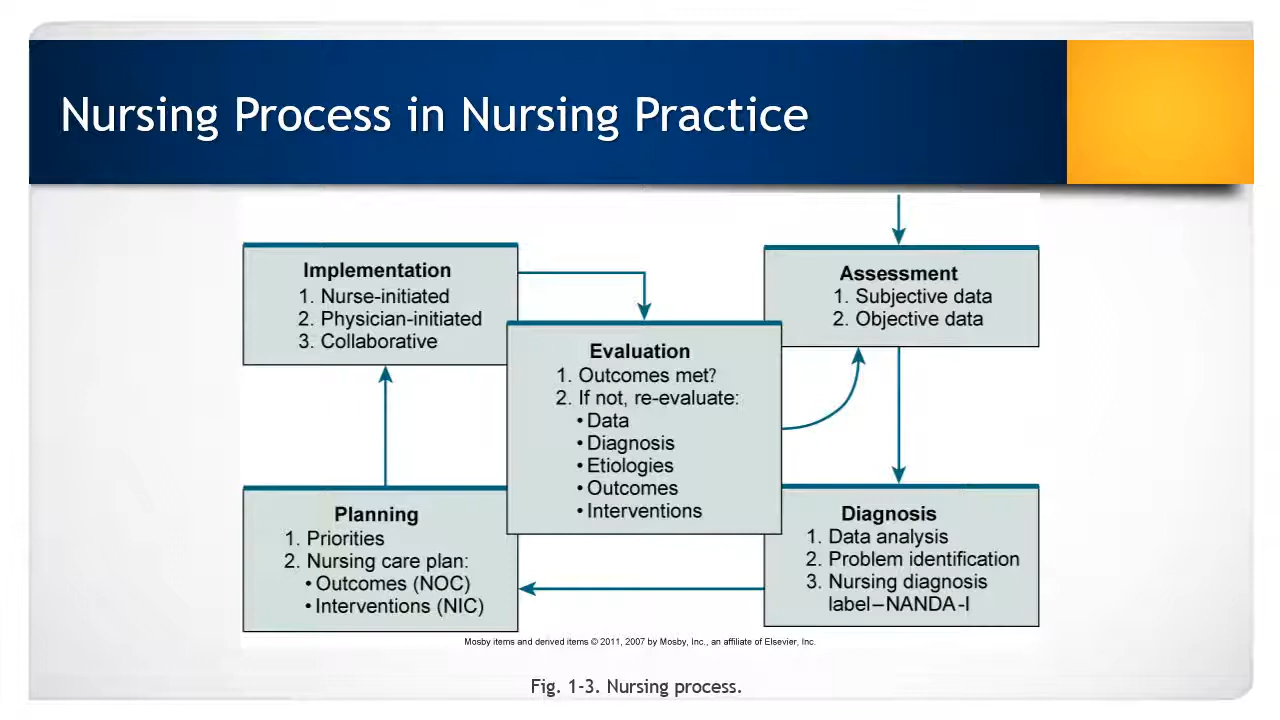 Nursing Process in Nursing Practice
Implementation
1. Nurse-initiated
2. Physician-initiated
3. Collaborative
Assessment
1. Subjective data
2. Objective data
Evaluation
1. Outcomes met?
2. If not, re-evaluate:
• Data
• Diagnosis
• Etiologies
• Outcomes
• Interventions
Planning
1. Priorities
2. Nursing care plan:
• Outcomes (NOC)
• Interventions (NIC)
Diagnosis
1. Data analysis
2. Problem identification
3. Nursing diagnosis
label–NANDA-I
Mosby items and derived items © 2011, 2007 by Mosby, Inc., an affiliate of Elsevier, Inc.
Fig. 1-3. Nursing process.